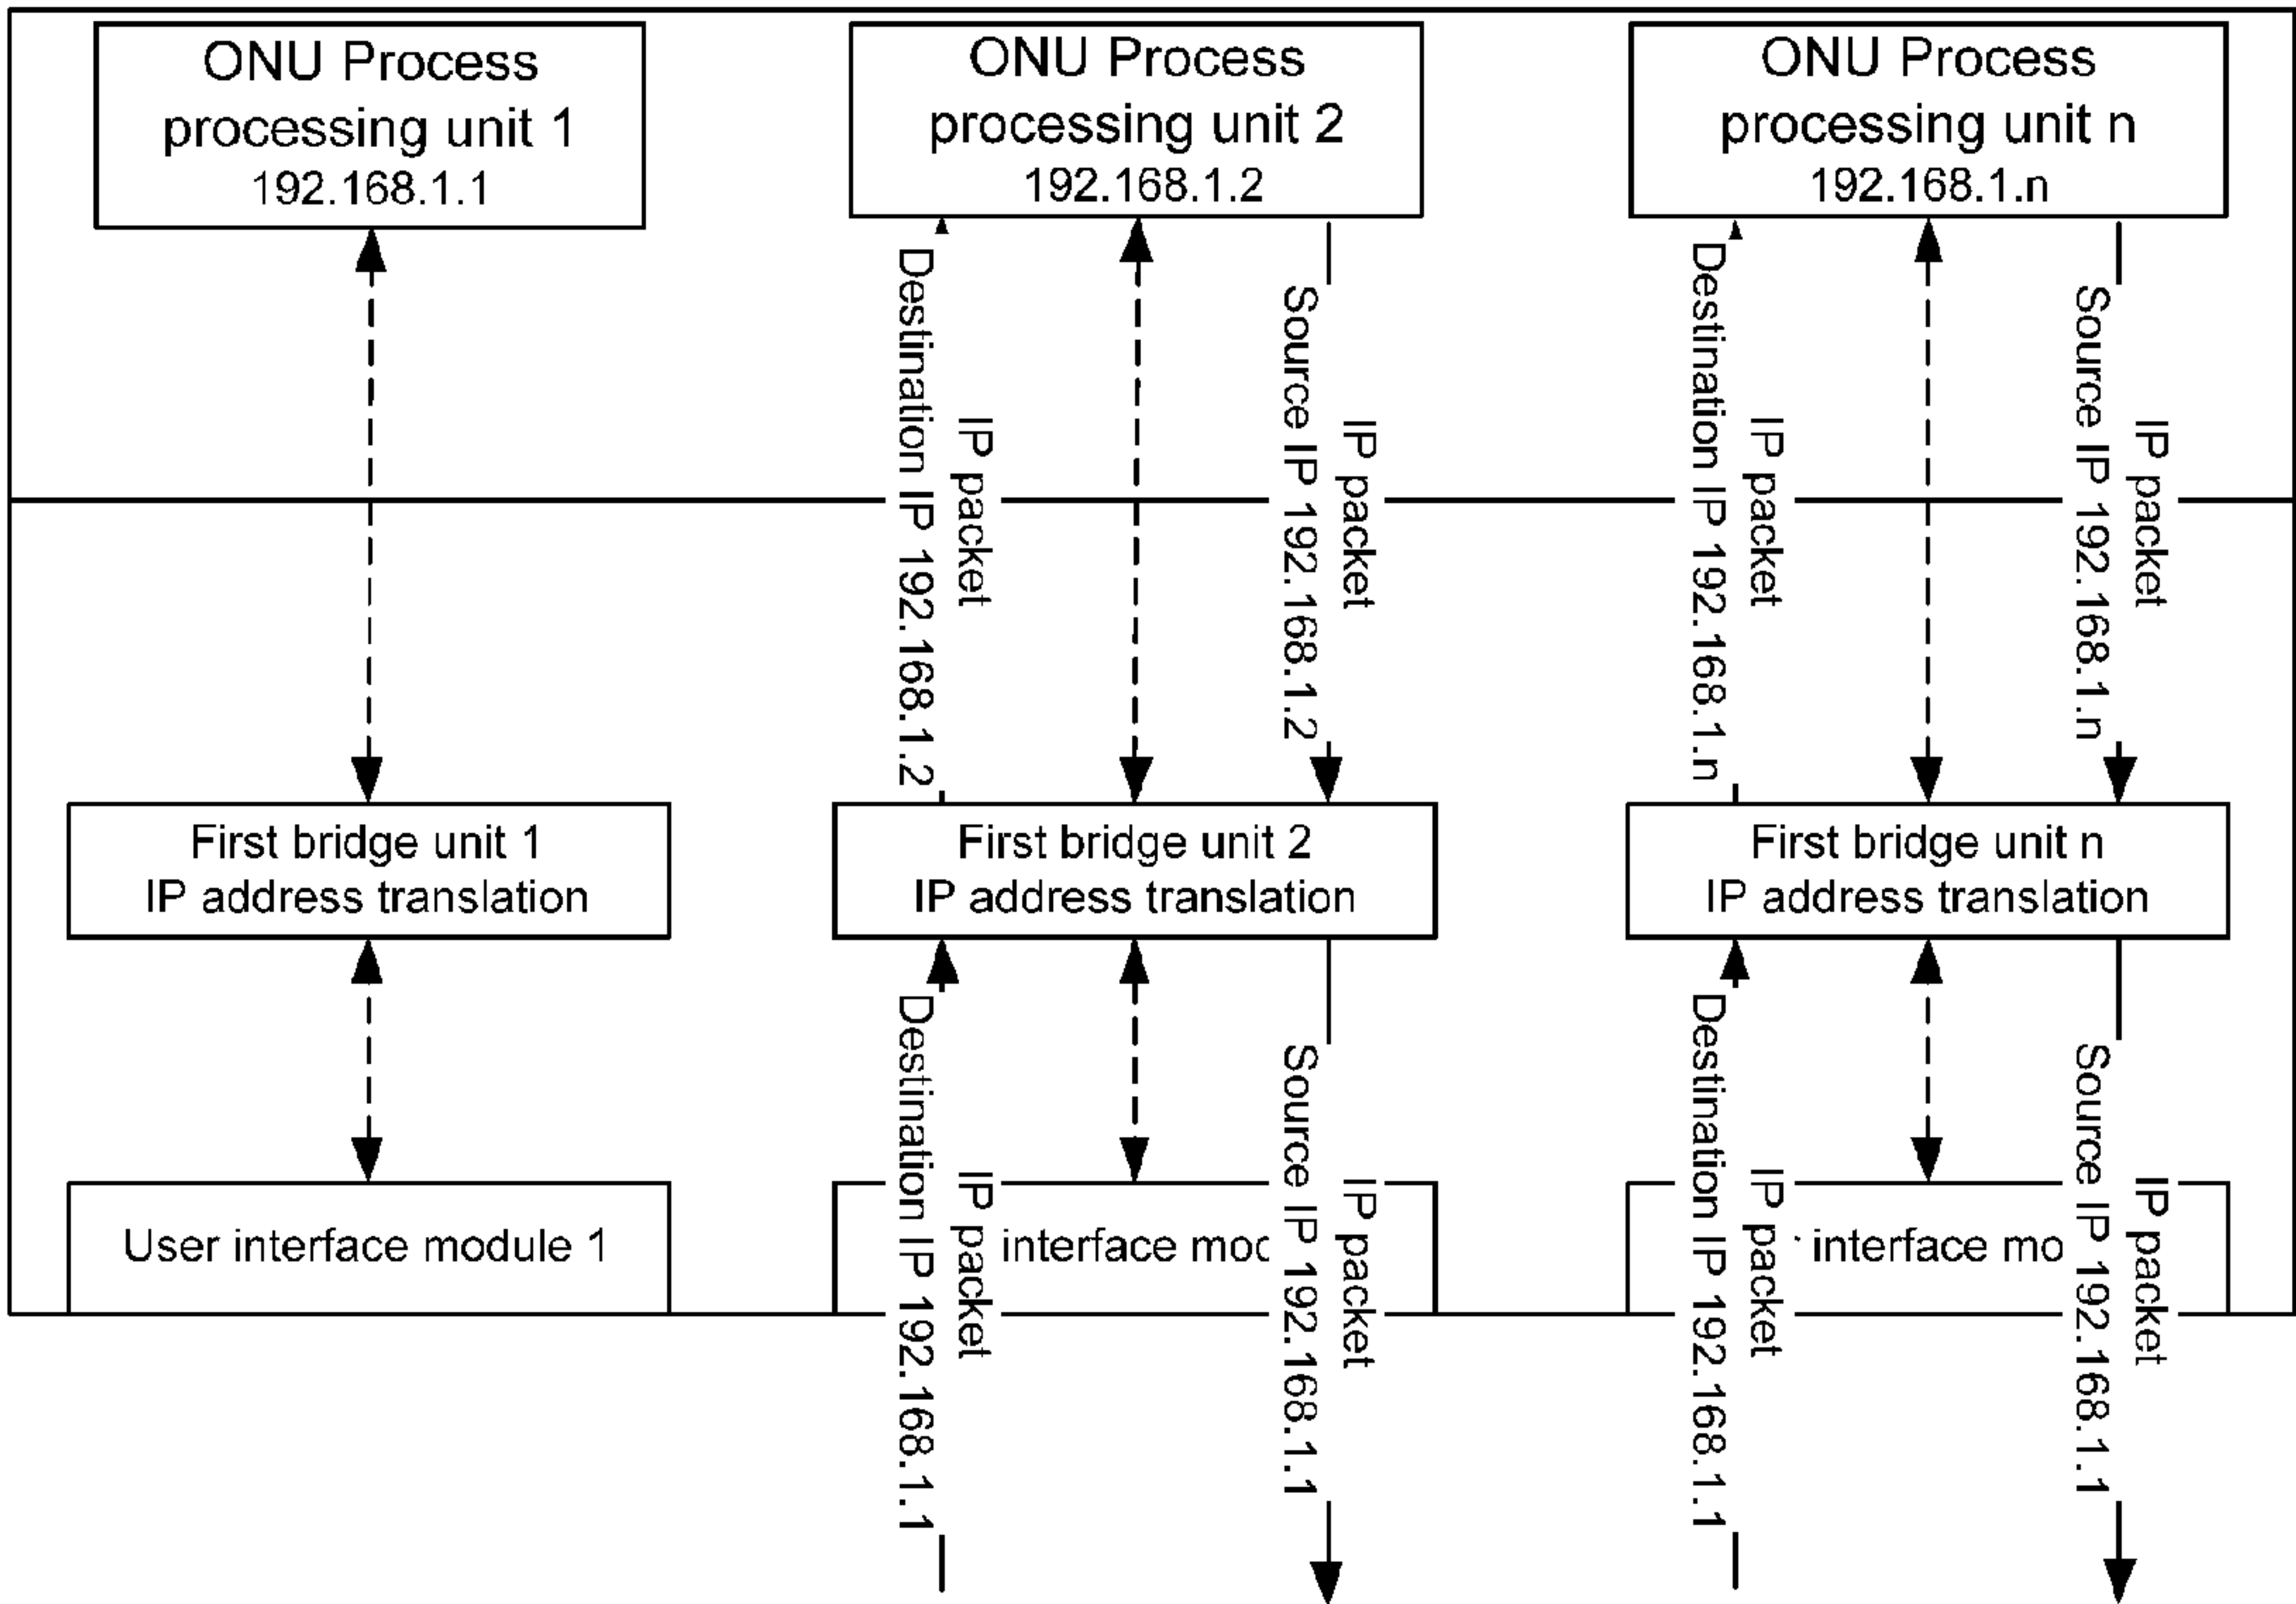 ONU Process
processing unit 1
192.168.1.1
ONU Process
processing unit 2
192.168.1.2
ONU Process
processing unit n
192.168.1.n
Destination IP 192.168.1.2
IP packet
Source IP 192.168.1.2
IP packet
Destination IP 192.168.1.n
IP packet
Source IP 192.168.1.n
IP packet
First bridge unit 1
IP address translation
First bridge unit 2
IP address translation
First bridge unit n
IP address translation
Destination IP 192.168.1.1
IP packet
Source IP 192.168.1.1
IP packet
Destination IP 192.168.1.1
IP packet
Source IP 192.168.1.1
IP packet
User interface module 1
interface
interface